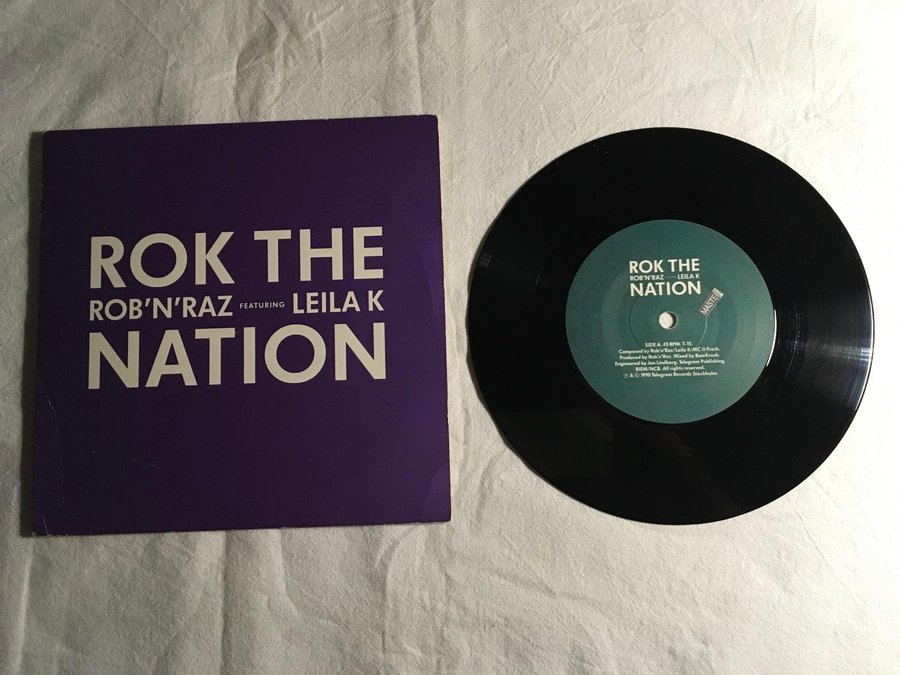 ROK THE
ROB'N'RAZ FEATURING LEILA K
NATION
ROK THE
ROB'N'RAZ LEILA K
NATION
MASTER
SIDE A. 45 RPM, T-15.
Composed by Rob'n'Raz/Leila K/MC II Fresh.
Produced by Rob'n'Raz. Mixed by BomKrash.
Engineered by Jon Lindberg. Telegram Publishing.
BIEM/NCB. All rights reserved.
℗ & © 1990 Telegram Records Stockholm.